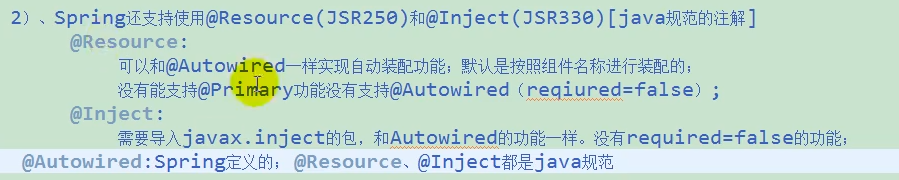 2)、Spring还支持使用@Resource(JSR250)和@Inject(JSR330)[java规范的注解]
@Resource:
可以和@Autowired一样实现自动装配功能;默认是按照组件名称进行装配的;
没有能支持@Primary功能没有支持@Autowired（reqiured=false）;
@Inject:
需要导入javax.inject的包，和Autowired的功能一样。没有required=false的功能;
@Autowired:Spring定义的; @Resource、@Inject都是java规范